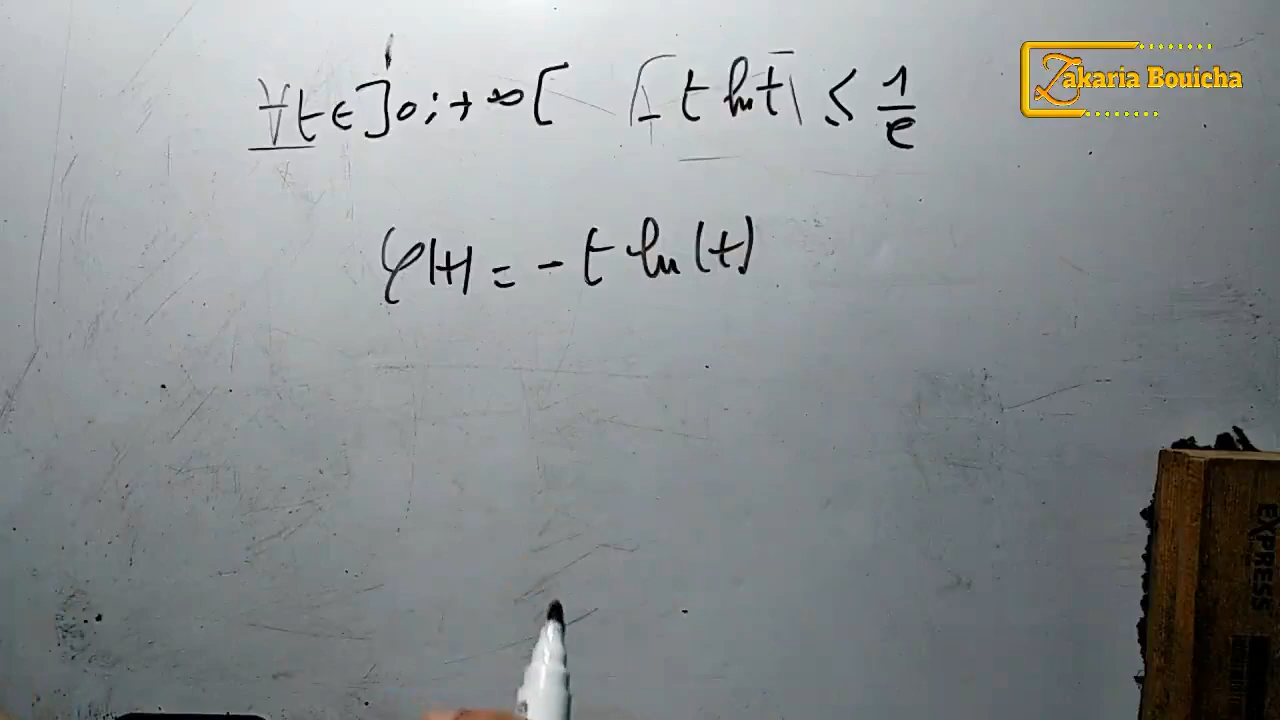 ∀t ∈ ]0;+∞[ - t ln t ≤ 1/e
φ(t) = - t ln(t)
Zakaria Bouicha
EXPRESS